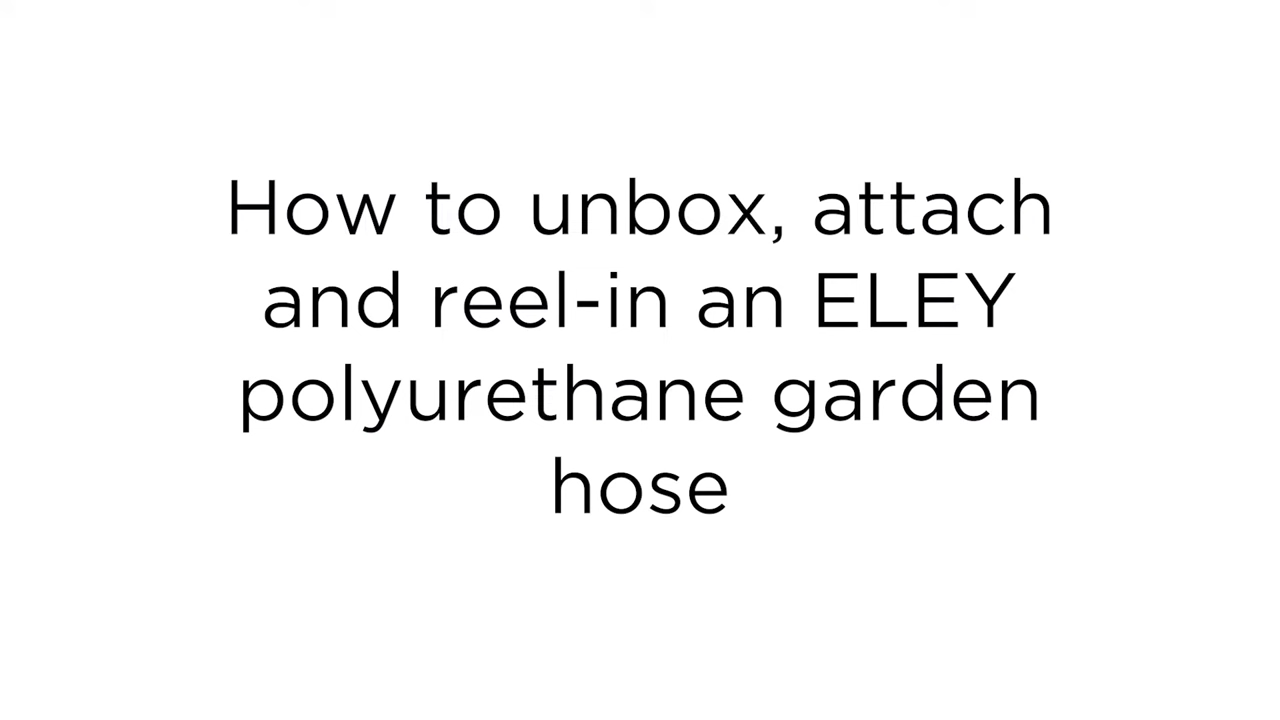 How to unbox, attach
and reel-in an ELEY
polyurethane garden
hose